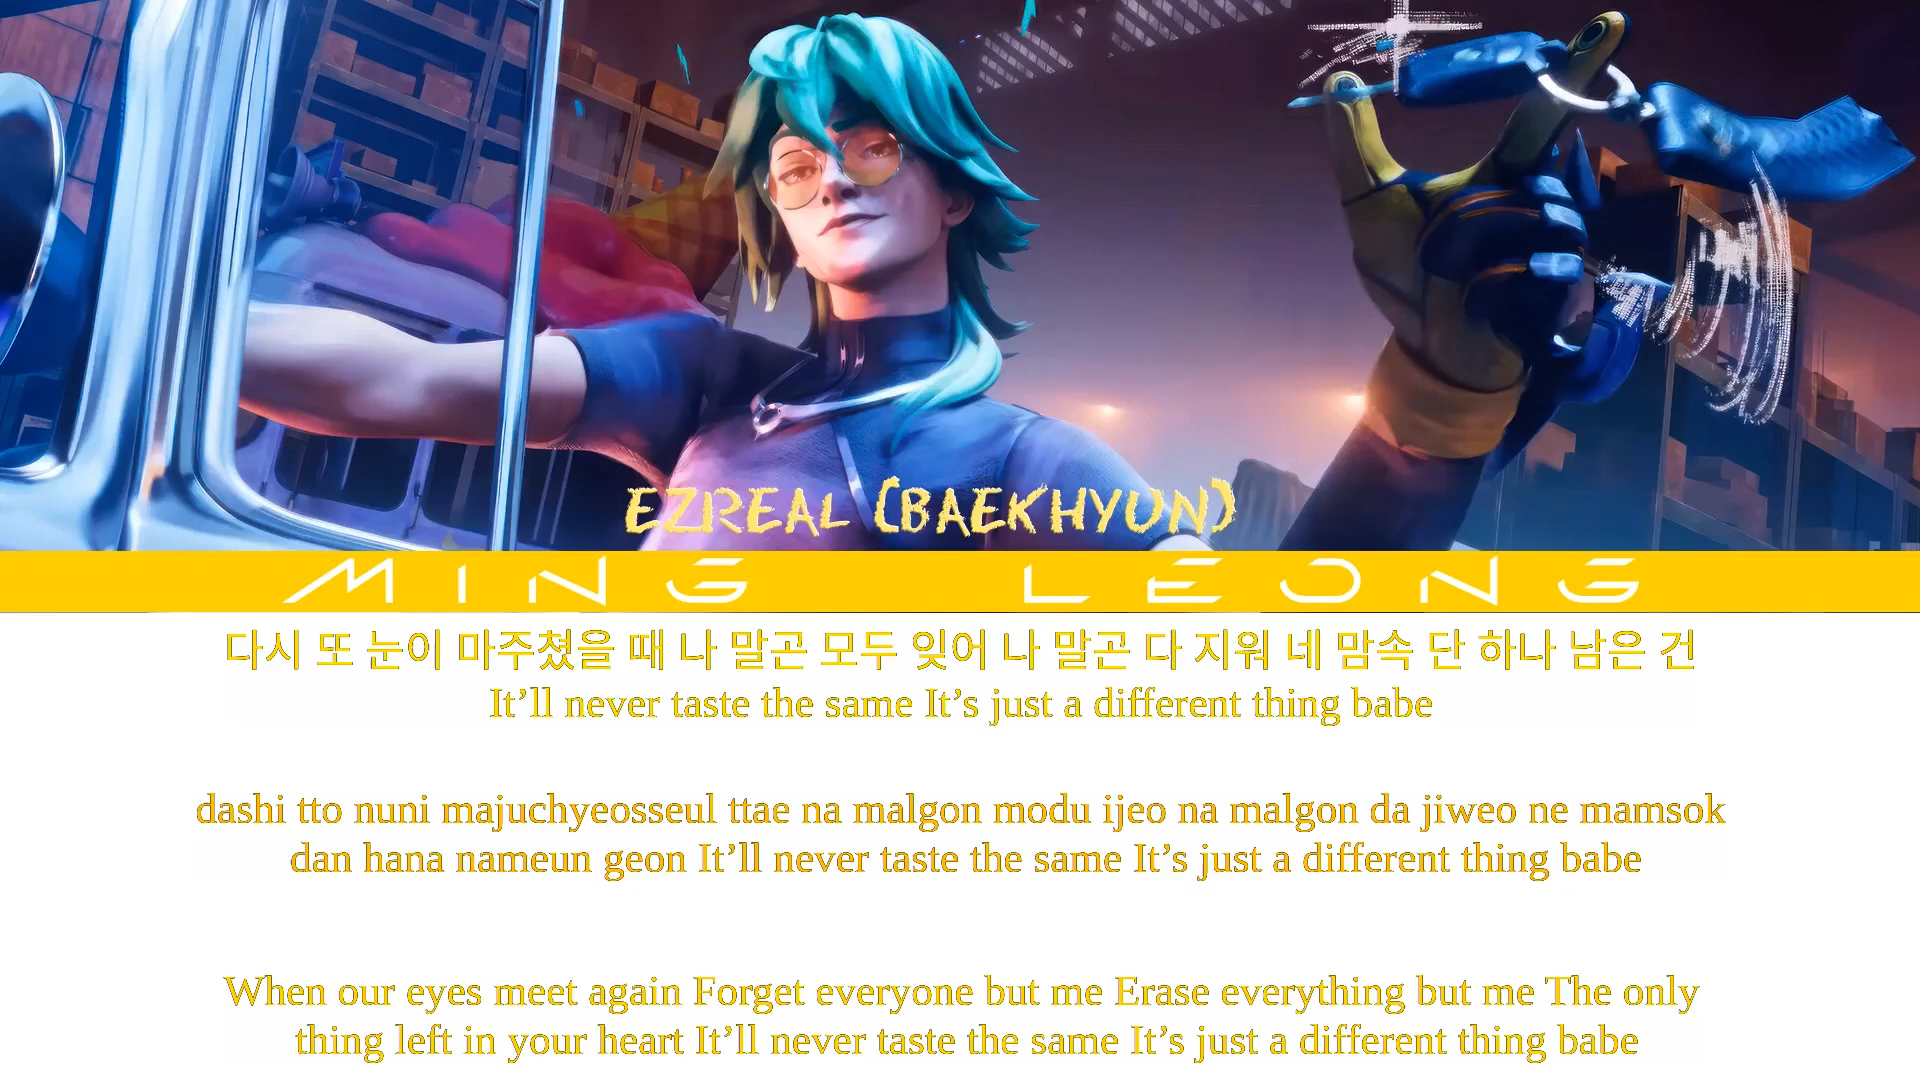 EZREAL (BAEKHYUN)
MING LEONG
다시 또 눈이 마주쳤을 때 나 말곤 모두 잊어 나 말곤 다 지워 네 맘속 단 하나 남은 건
It’ll never taste the same It’s just a different thing babe
dashi tto nuni majuchyeosseul ttae na malgon modu ijeo na malgon da jiweo ne mamsok
dan hana nameun geon It’ll never taste the same It’s just a different thing babe
When our eyes meet again Forget everyone but me Erase everything but me The only
thing left in your heart It’ll never taste the same It’s just a different thing babe